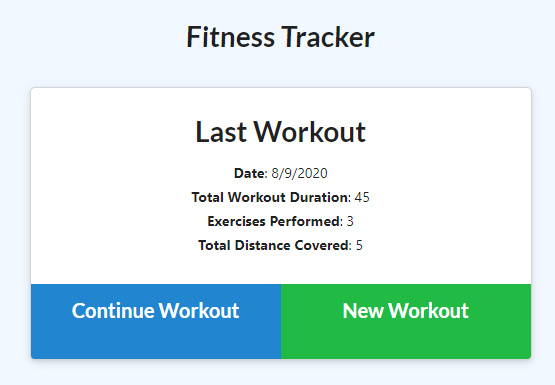 Fitness Tracker
Last Workout
Date: 8/9/2020
Total Workout Duration: 45
Exercises Performed: 3
Total Distance Covered: 5
Continue Workout
New Workout